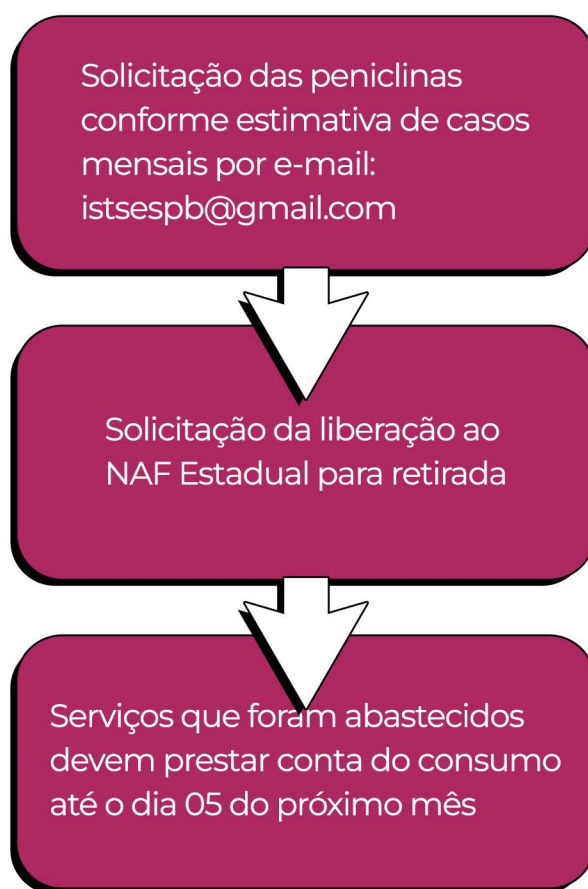 Solicitação das peniclinas
conforme estimativa de casos
mensais por e-mail:
istsespb@gmail.com
Solicitação da liberação ao
NAF Estadual para retirada
Serviços que foram abastecidos
devem prestar conta do consumo
até o dia 05 do próximo mês